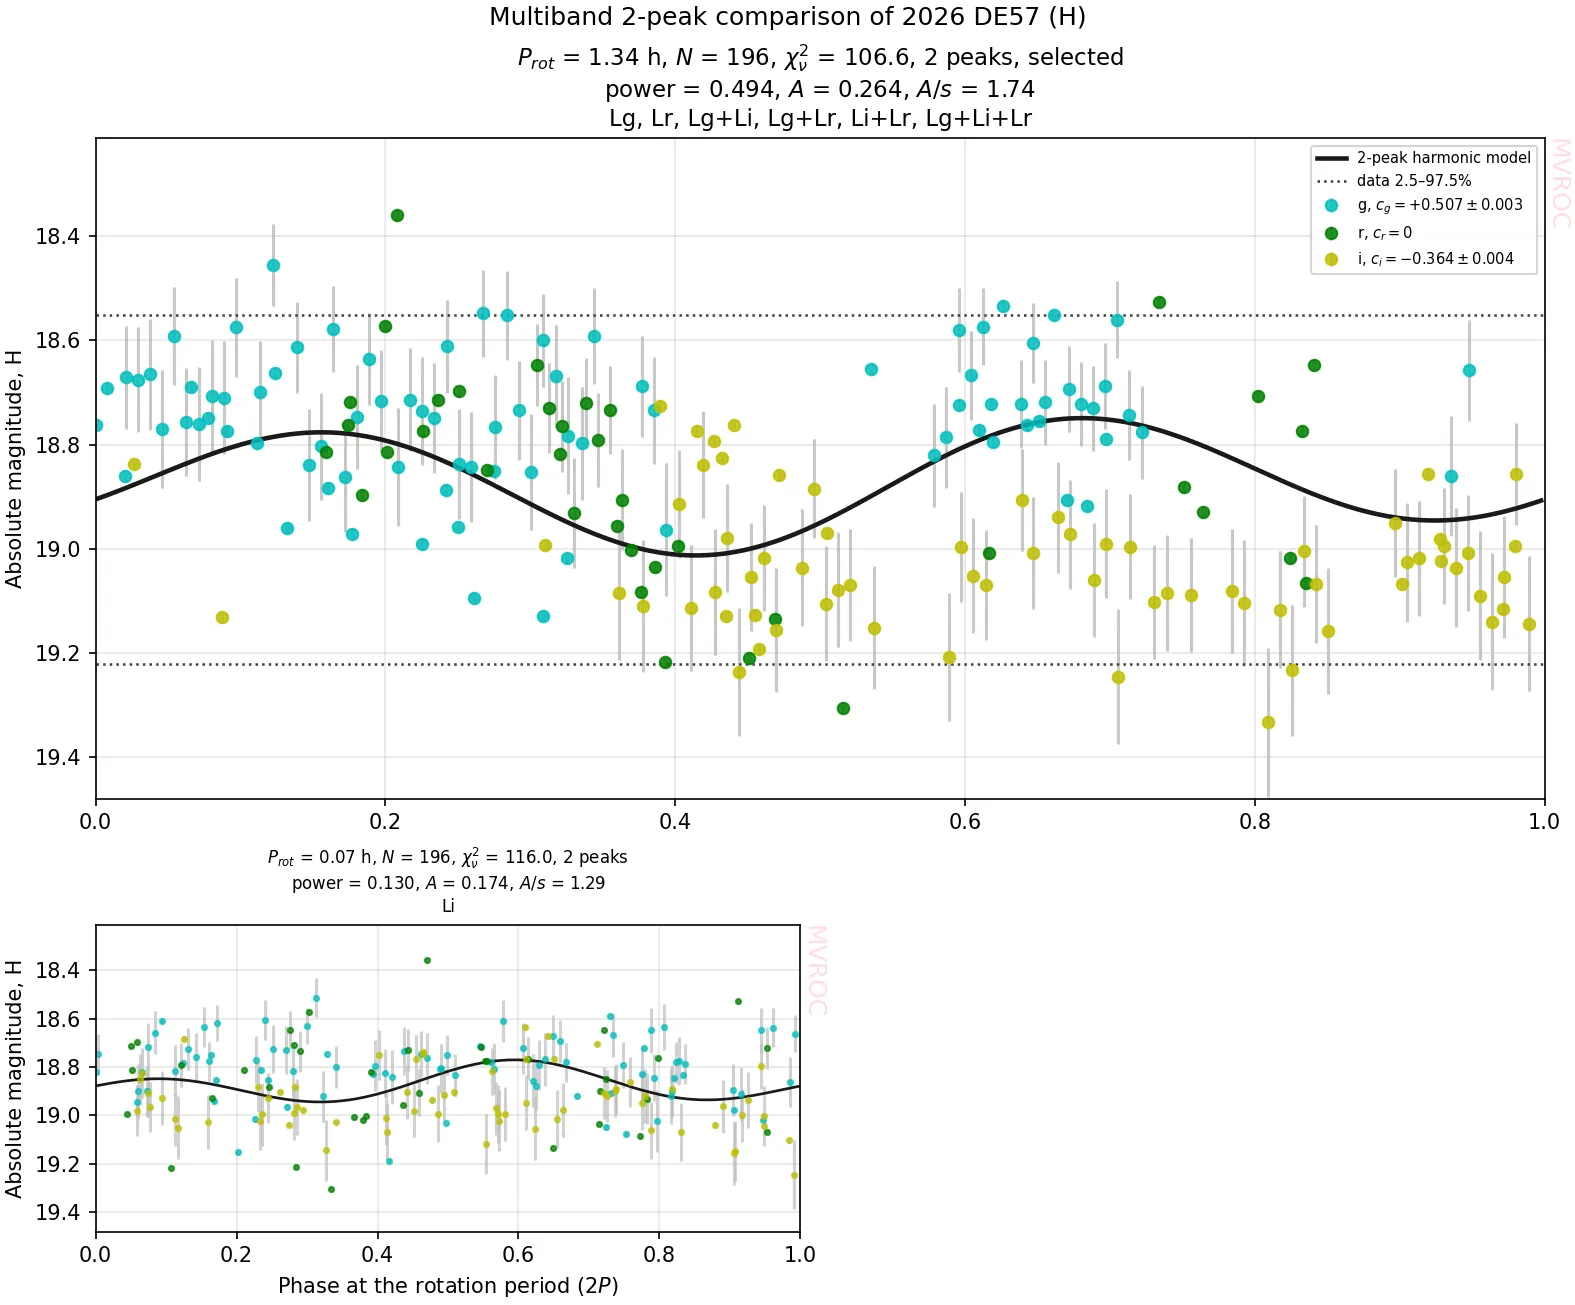 Multiband 2-peak comparison of 2026 DE57 (H)
P_rot = 1.34 h, N = 196, χ²_ν = 106.6, 2 peaks, selected
power = 0.494, A = 0.264, A/s = 1.74
Lg, Lr, Lg+Li, Lg+Lr, Li+Lr, Lg+Li+Lr
2-peak harmonic model
data 2.5–97.5%
g, c_g = +0.507 ± 0.003
r, c_r = 0
i, c_i = −0.364 ± 0.004
MVROC
Absolute magnitude, H
18.4
18.6
18.8
19.0
19.2
19.4
0.0 0.2 0.4 0.6 0.8 1.0
P_rot = 0.07 h, N = 196, χ²_ν = 116.0, 2 peaks
power = 0.130, A = 0.174, A/s = 1.29
Li
MVROC
Absolute magnitude, H
18.4
18.6
18.8
19.0
19.2
19.4
0.0 0.2 0.4 0.6 0.8 1.0
Phase at the rotation period (2P)